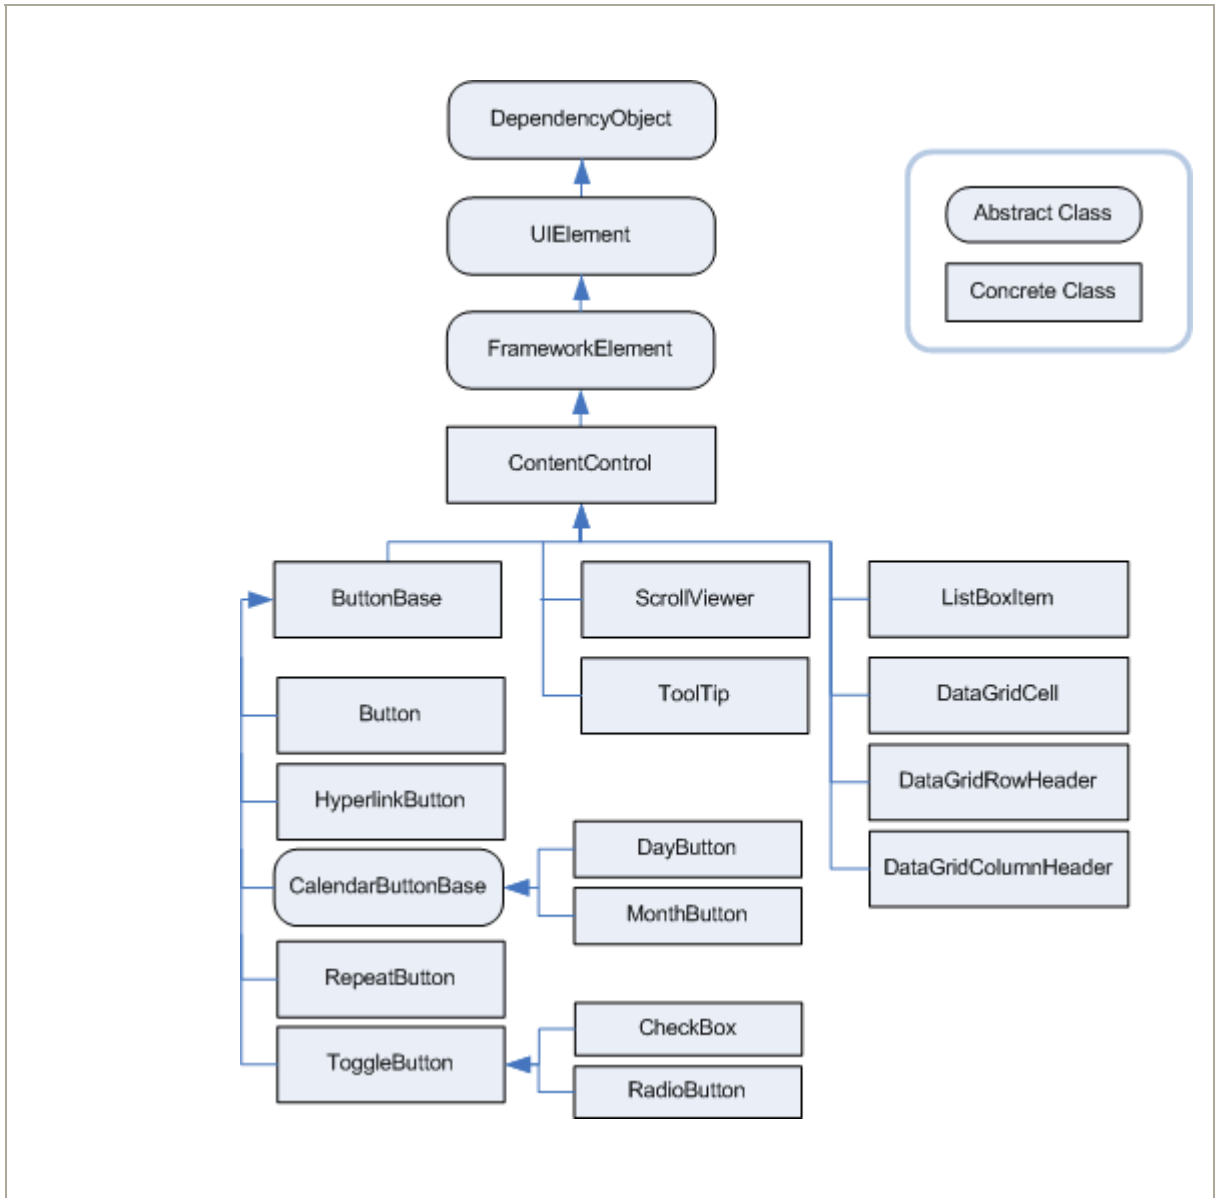 DependencyObject
UIElement
Abstract Class
Concrete Class
FrameworkElement
ContentControl
ButtonBase
ScrollViewer
ListBoxItem
ToolTip
DataGridCell
Button
DataGridRowHeader
HyperlinkButton
DayButton
DataGridColumnHeader
CalendarButtonBase
MonthButton
RepeatButton
CheckBox
ToggleButton
RadioButton